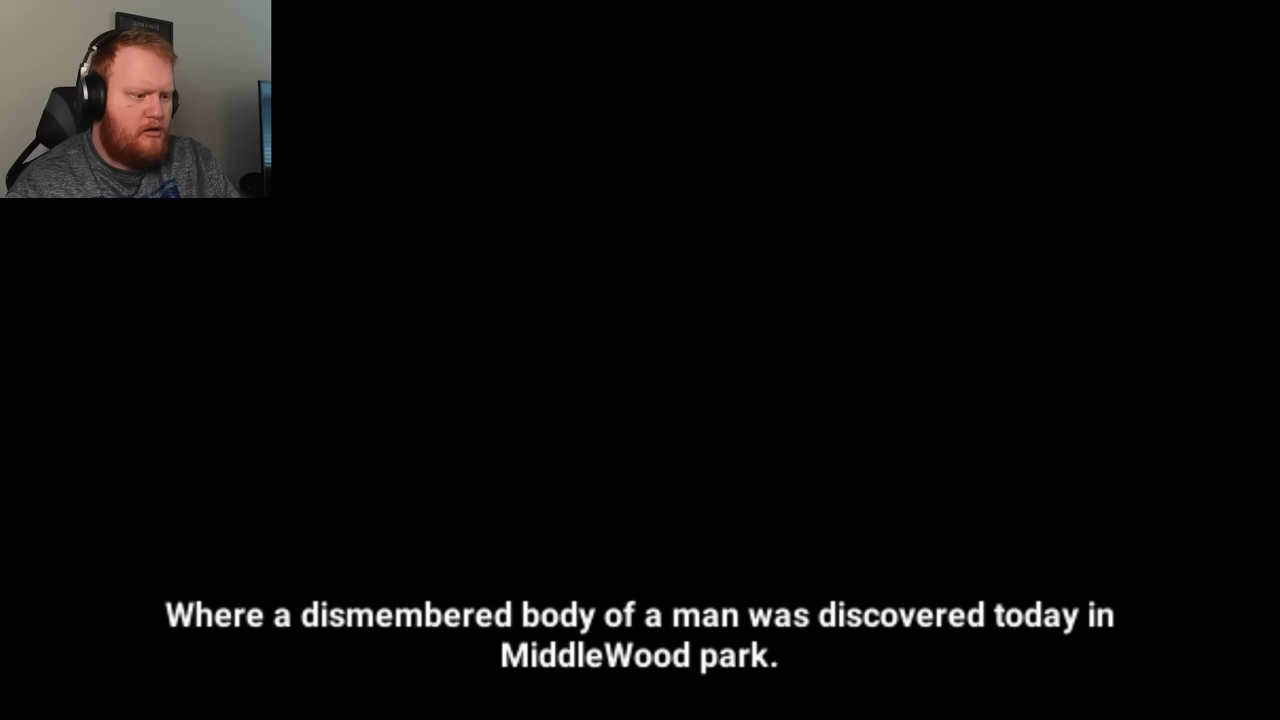 Where a dismembered body of a man was discovered today in
MiddleWood park.